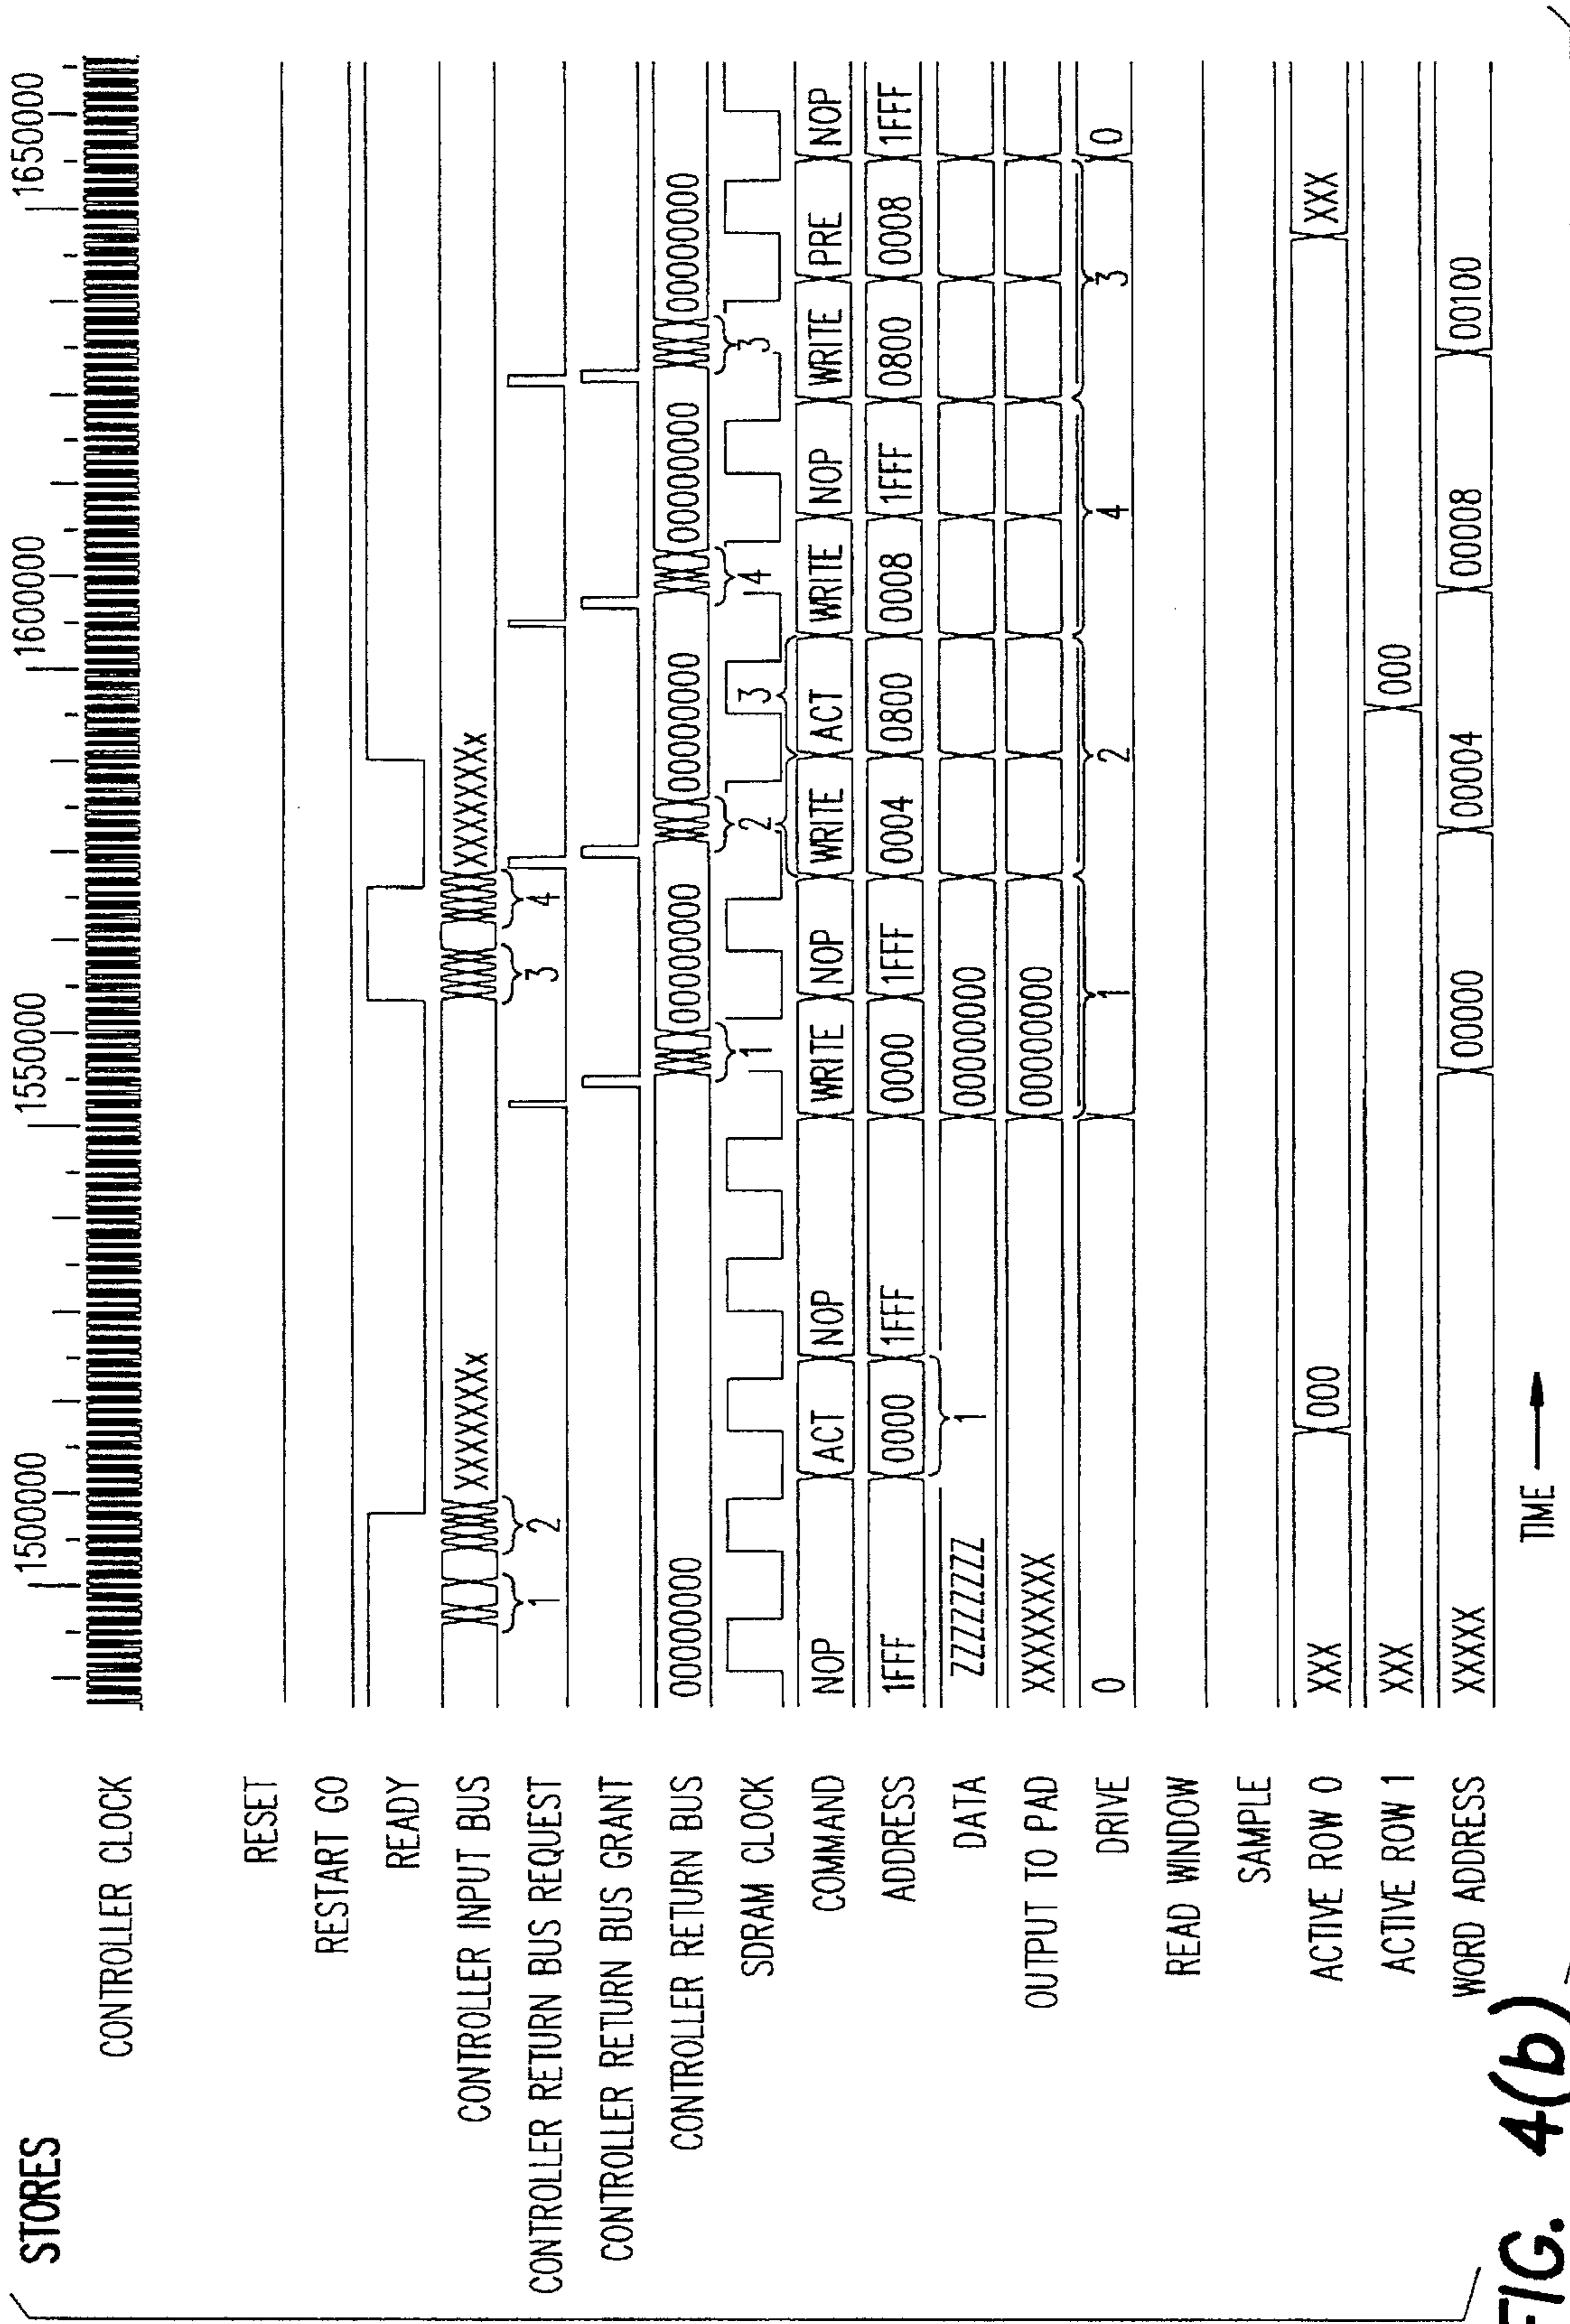 STORES
1500000 1550000 1600000 1650000
CONTROLLER CLOCK
RESET
RESTART GO
READY
CONTROLLER INPUT BUS XXXXXXXx XXXXXXXx
CONTROLLER RETURN BUS REQUEST 1 2 3 4
CONTROLLER RETURN BUS GRANT
CONTROLLER RETURN BUS 00000000 00000000 00000000 00000000 00000000
SDRAM CLOCK 1 2 3 4 3
COMMAND NOP ACT NOP WRITE NOP WRITE ACT WRITE NOP WRITE PRE NOP
ADDRESS 1FFF 0000 1FFF 0000 1FFF 0004 0800 0008 1FFF 0800 0008 1FFF
DATA ZZZZZZZZ 1 00000000
OUTPUT TO PAD XXXXXXXX 00000000
DRIVE 0 1 2 4 3 0
READ WINDOW
SAMPLE
ACTIVE ROW 0 XXX 000 XXX
ACTIVE ROW 1 XXX 000
WORD ADDRESS XXXXX 00000 00004 00008 00100
TIME
FIG. 4(b)